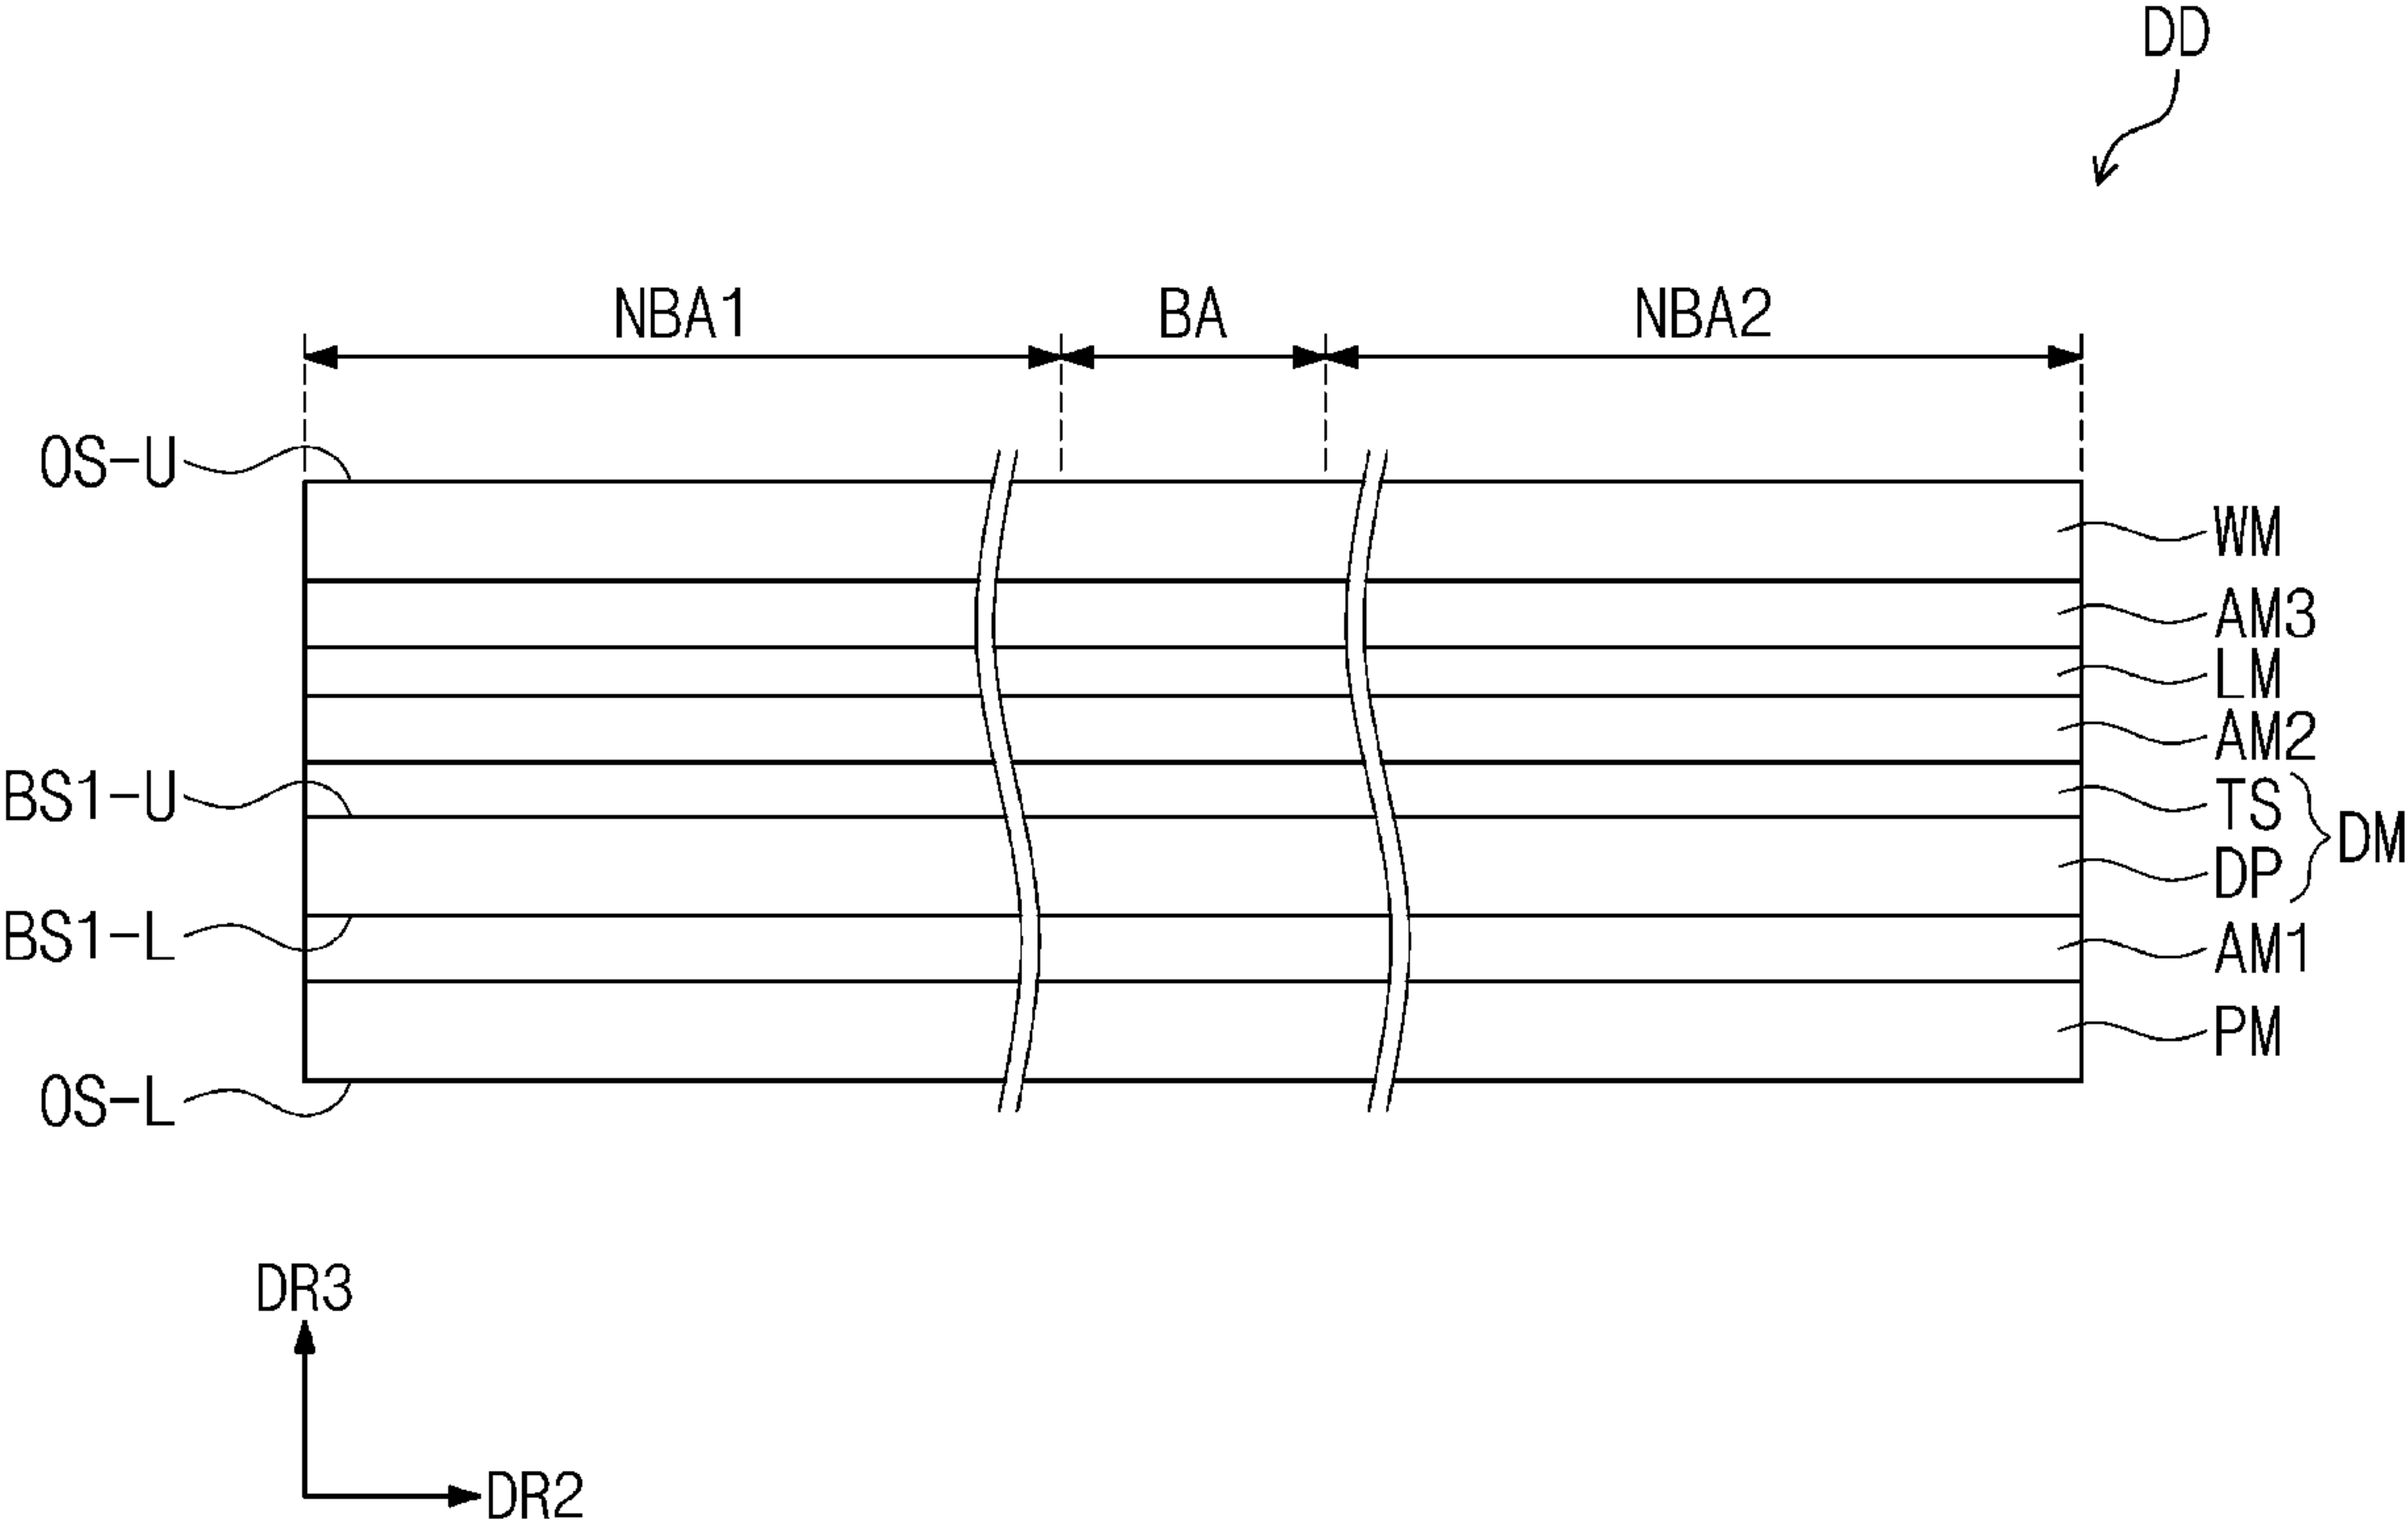 DD
NBA1 BA NBA2
OS-U
WM
AM3
LM
AM2
BS1-U
TS
DM
DP
BS1-L
AM1
PM
OS-L
DR3
DR2